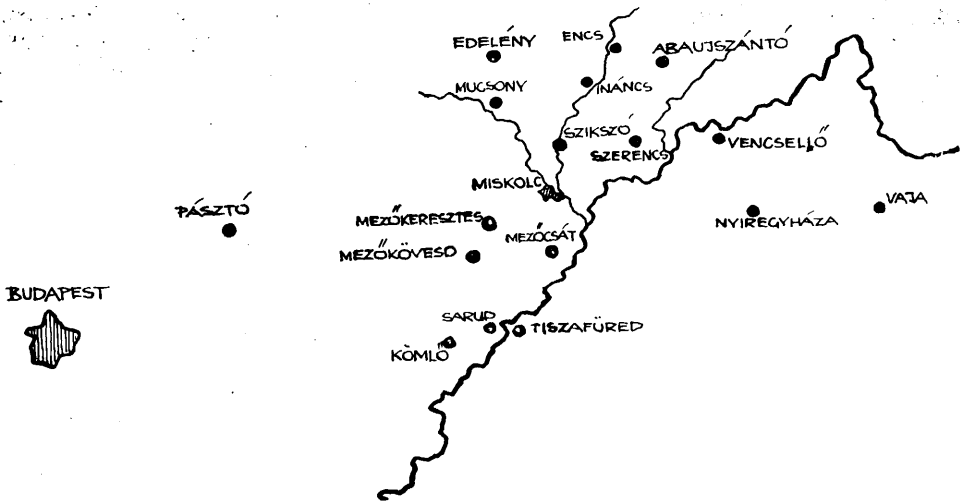 EDELÉNY
ENCS
ABAUJSZÁNTÓ
MUCSONY
INÁNCS
SZIKSZÓ
SZERENCS
VENCSELLŐ
MISKOLC
PÁSZTÓ
MEZŐKERESZTES
MEZŐCSÁT
NYIREGYHÁZA
VAJA
MEZŐKÖVESD
BUDAPEST
SARUD
TISZAFÜRED
KÖMLŐ